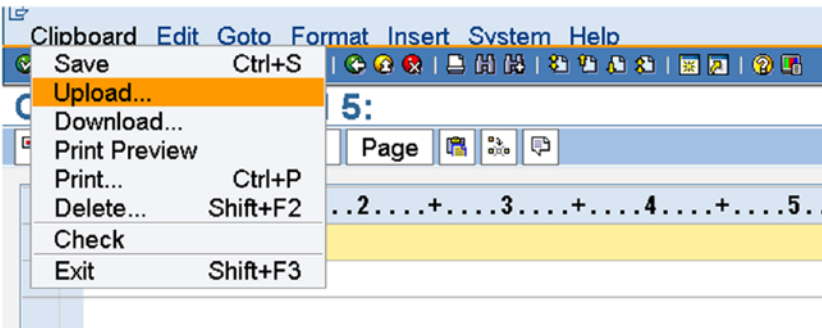 Clipboard Edit Goto Format Insert System Help
Save Ctrl+S
Upload...
5:
Download...
Print Preview
Page
Print... Ctrl+P
Delete... Shift+F2
..2....+....3....+....4....+....5..
Check
Exit Shift+F3